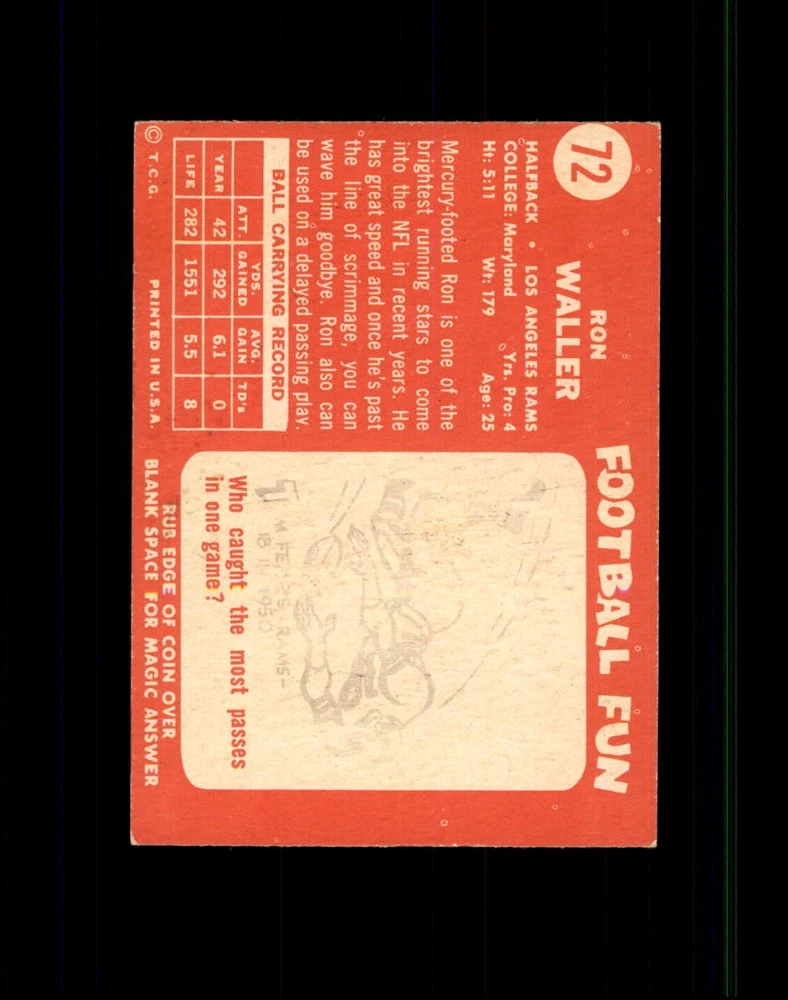 72
RON
WALLER
HALFBACK • LOS ANGELES RAMS
COLLEGE: Maryland Yrs. Pro: 4
Ht: 5:11 Wt: 179 Age: 25
Mercury-footed Ron is one of the
brightest running stars to come
into the NFL in recent years. He
has great speed and once he's past
the line of scrimmage, you can
wave him goodbye. Ron also can
be used on a delayed passing play.
BALL CARRYING RECORD
ATT. YDS. GAINED AVG. GAIN TD's
YEAR 42 292 6.1 0
LIFE 282 1551 5.5 8
© T.C.G. PRINTED IN U.S.A.
FOOTBALL FUN
RAMS-
18 IN 1950
Who caught the most passes
in one game?
RUB EDGE OF COIN OVER
BLANK SPACE FOR MAGIC ANSWER